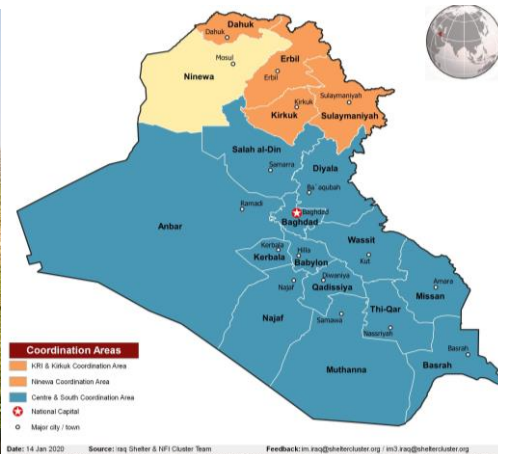 Dahuk
Dahuk
Mosul
Ninewa
Erbil
Erbil
Kirkuk
Kirkuk
Sulaymaniyah
Sulaymaniyah
Salah al-Din
Samarra
Diyala
Ba`aqubah
Ramadi
Baghdad
Baghdad
Anbar
Wassit
Kerbala
Kerbala
Hilla
Babylon
Kut
Najaf
Diwaniya
Qadissiya
Amara
Missan
Thi-Qar
Najaf
Samawa
Nassriyah
Basrah
Basrah
Muthanna
Coordination Areas
KRI & Kirkuk Coordination Area
Ninewa Coordination Area
Centre & South Coordination Area
National Capital
Major city / town
Date: 14 Jan 2020 Source: Iraq Shelter & NFI Cluster Team Feedback: im.iraq@sheltercluster.org / im3.iraq@sheltercluster.org